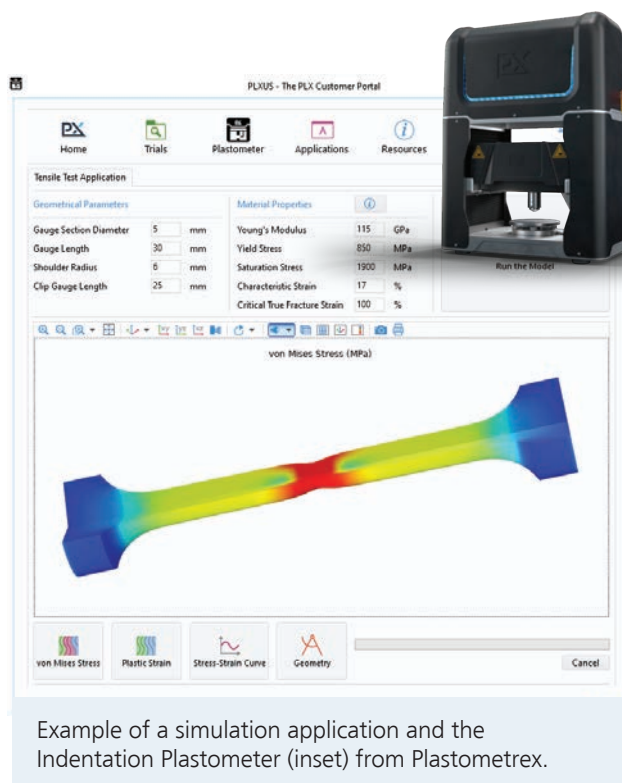 PLXUS - The PLX Customer Portal
PX
PX
Home
Trials
Plastometer
Applications
Resources
Tensile Test Application
Geometrical Parameters
Gauge Section Diameter 5 mm
Gauge Length 30 mm
Shoulder Radius 6 mm
Clip Gauge Length 25 mm
Material Properties
Young's Modulus 115 GPa
Yield Stress 850 MPa
Saturation Stress 1900 MPa
Characteristic Strain 17 %
Critical True Fracture Strain 100 %
Run the Model
von Mises Stress (MPa)
von Mises Stress
Plastic Strain
Stress-Strain Curve
Geometry
Cancel
Example of a simulation application and the
Indentation Plastometer (inset) from Plastometrex.